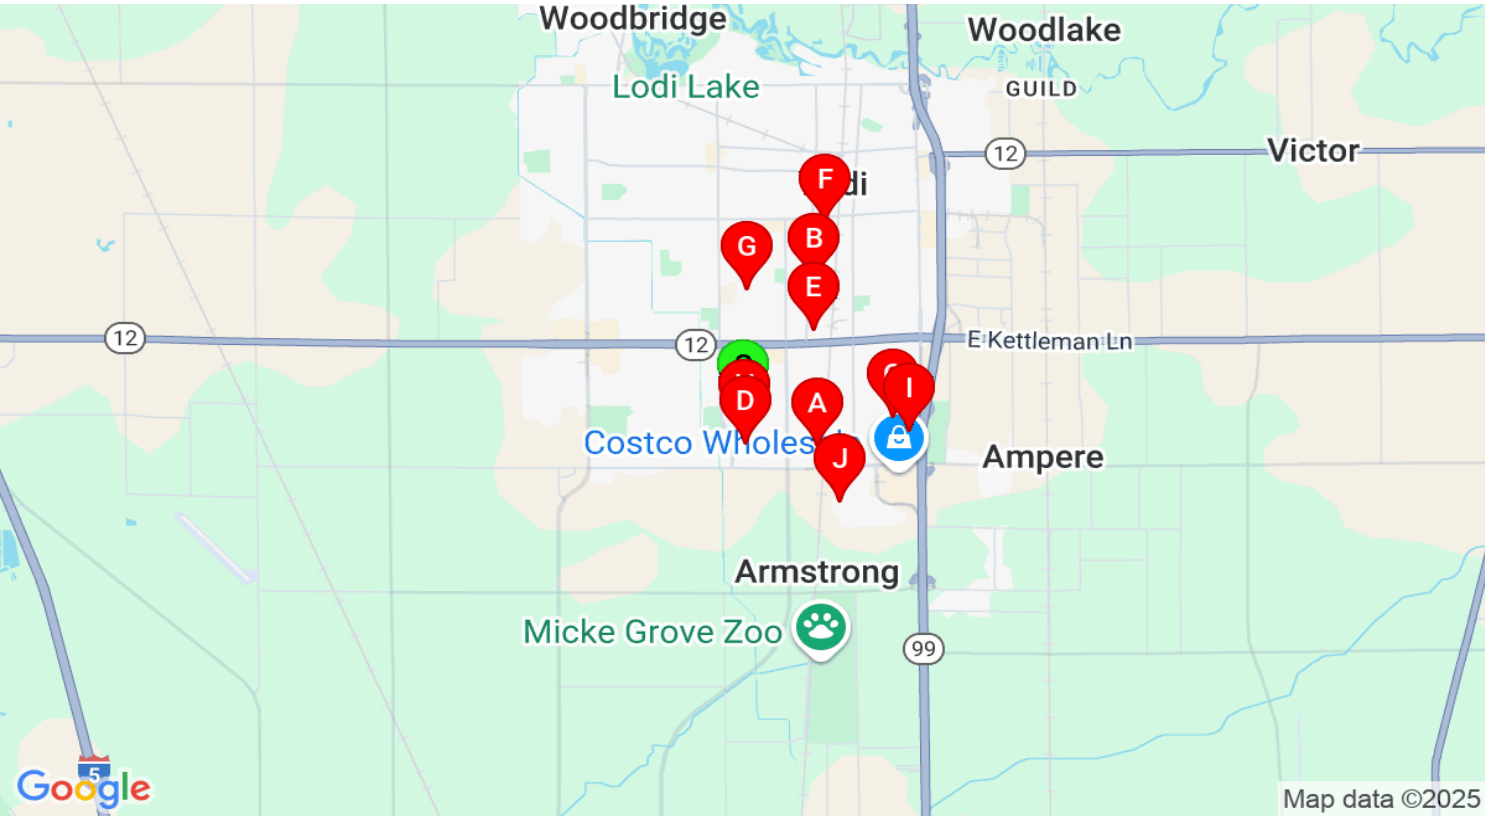 Woodbridge
Woodlake
Lodi Lake
GUILD
12
Victor
F
di
B
G
E
12
12
E Kettleman Ln
I
D
A
Costco Wholes
J
Ampere
Armstrong
Micke Grove Zoo
99
5
Google
Map data ©2025